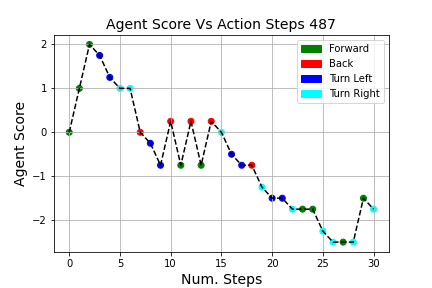 Agent Score Vs Action Steps 487
Forward
Back
Turn Left
Turn Right
Agent Score
2
1
0
−1
−2
0 5 10 15 20 25 30
Num. Steps